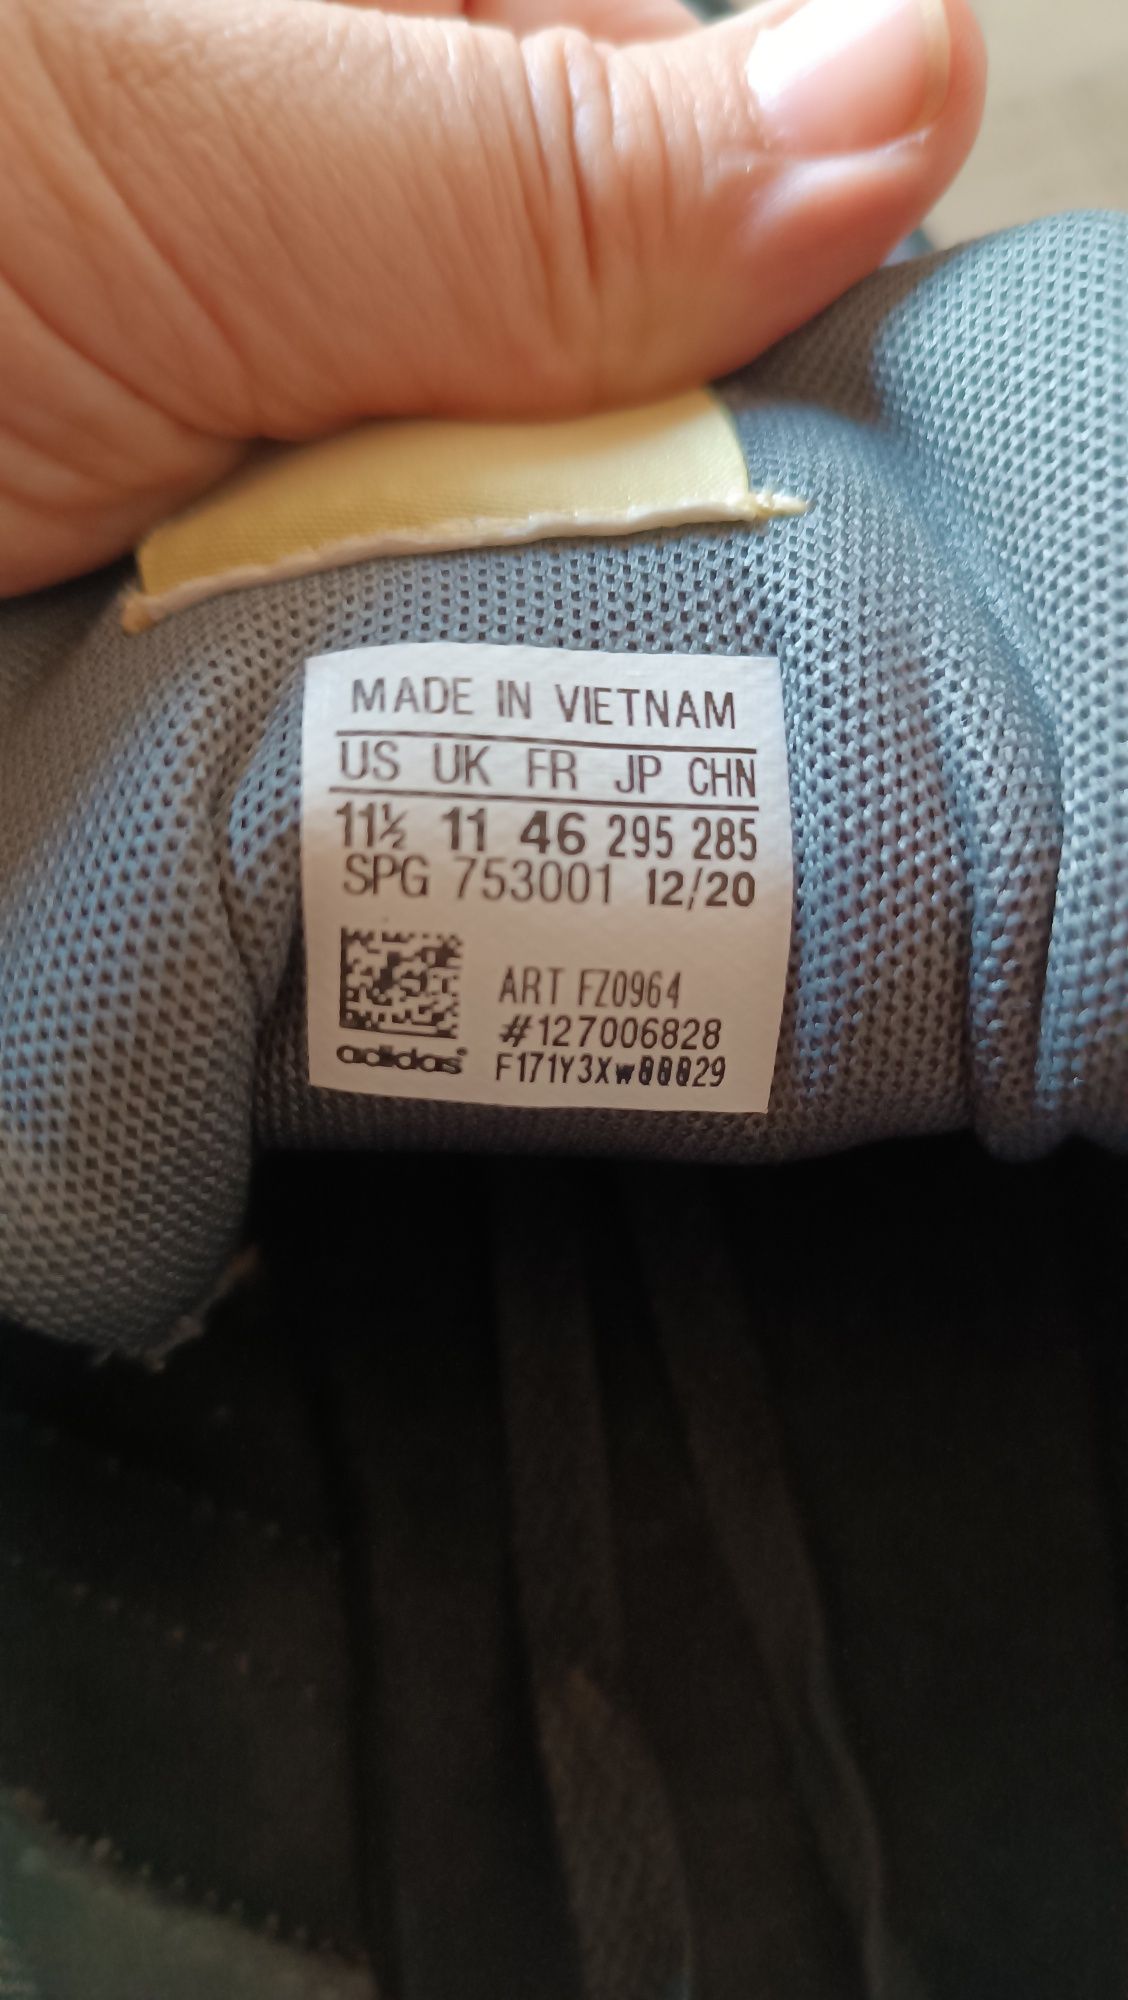 MADE IN VIETNAM
US UK FR JP CHN
11½ 11 46 295 285
SPG 753001 12/20
ART FZ0964
#127006828
adidas®